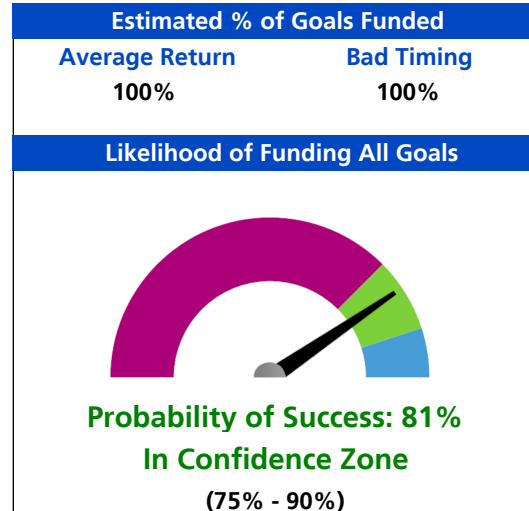 Estimated % of Goals Funded
Average Return Bad Timing
100% 100%
Likelihood of Funding All Goals
Probability of Success: 81%
In Confidence Zone
(75% - 90%)